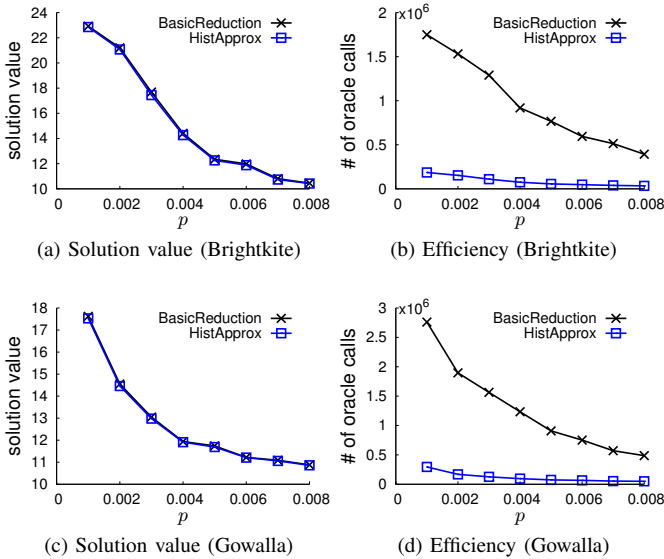 24
22
20
18
16
14
12
10
0
0.002
0.004
0.006
0.008
solution value
p
BasicReduction
HistApprox
(a) Solution value (Brightkite)
×10^6
2
1.5
1
0.5
0
0
0.002
0.004
0.006
0.008
# of oracle calls
p
BasicReduction
HistApprox
(b) Efficiency (Brightkite)
18
17
16
15
14
13
12
11
10
0
0.002
0.004
0.006
0.008
solution value
p
BasicReduction
HistApprox
(c) Solution value (Gowalla)
×10^6
3
2.5
2
1.5
1
0.5
0
0
0.002
0.004
0.006
0.008
# of oracle calls
p
BasicReduction
HistApprox
(d) Efficiency (Gowalla)